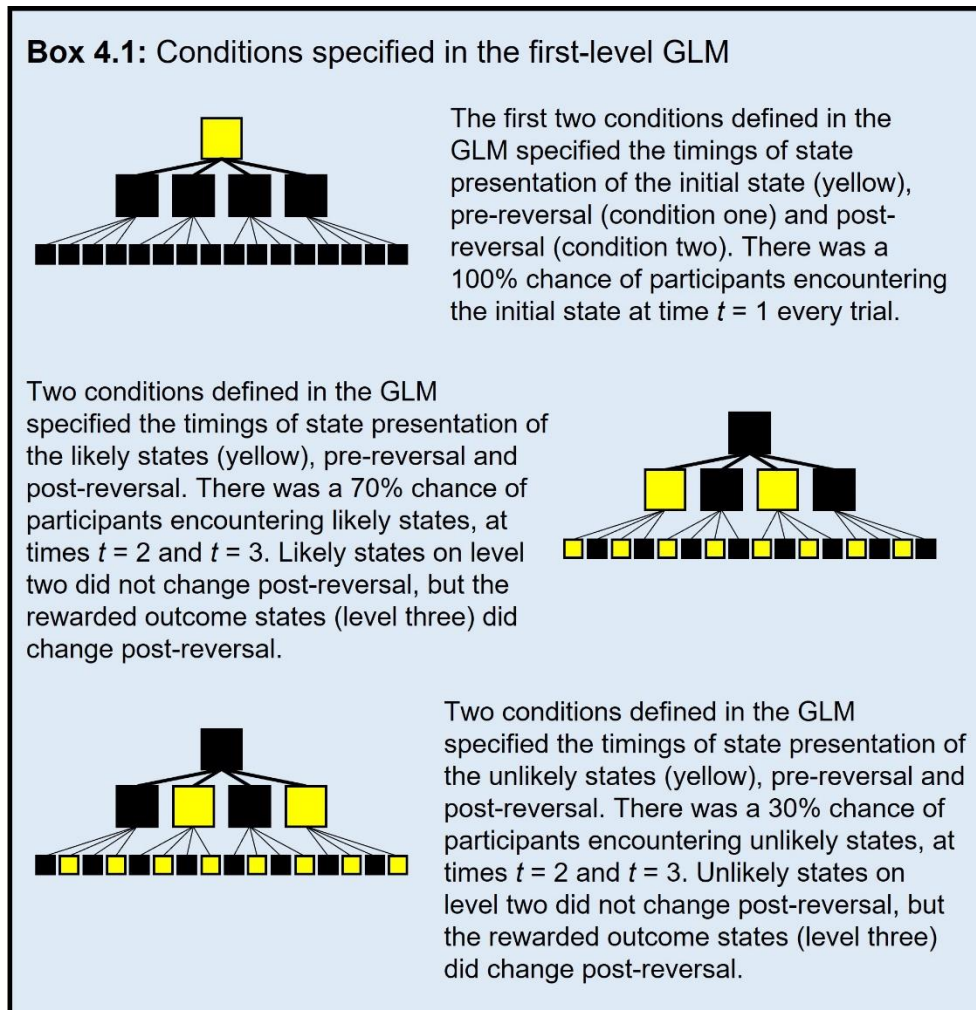 Box 4.1: Conditions specified in the first-level GLM
The first two conditions defined in the
GLM specified the timings of state
presentation of the initial state (yellow),
pre-reversal (condition one) and post-
reversal (condition two). There was a
100% chance of participants encountering
the initial state at time t = 1 every trial.
Two conditions defined in the GLM
specified the timings of state presentation of
the likely states (yellow), pre-reversal and
post-reversal. There was a 70% chance of
participants encountering likely states, at
times t = 2 and t = 3. Likely states on level
two did not change post-reversal, but the
rewarded outcome states (level three) did
change post-reversal.
Two conditions defined in the GLM
specified the timings of state presentation of
the unlikely states (yellow), pre-reversal and
post-reversal. There was a 30% chance of
participants encountering unlikely states, at
times t = 2 and t = 3. Unlikely states on
level two did not change post-reversal, but
the rewarded outcome states (level three)
did change post-reversal.